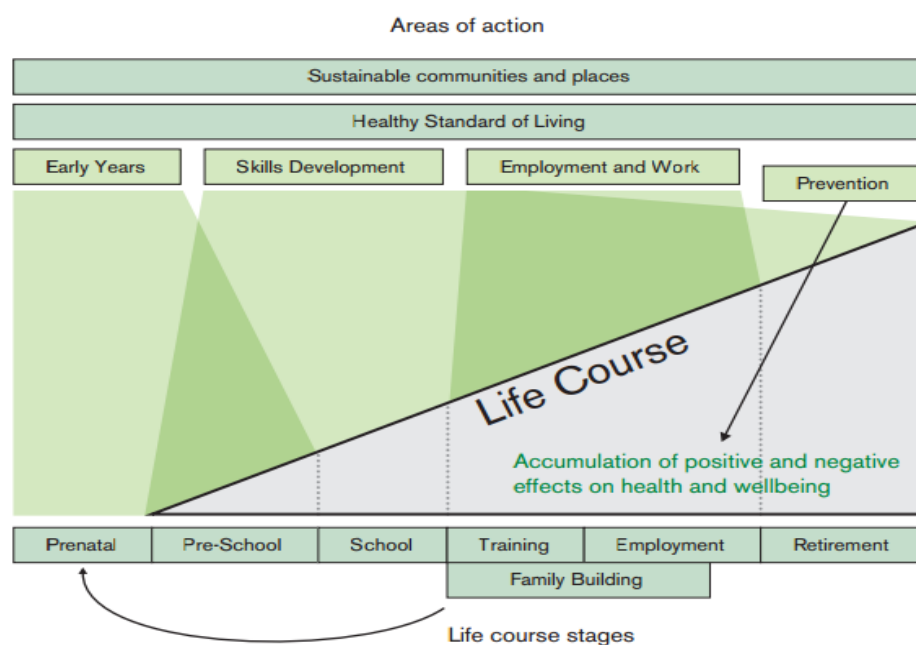 Areas of action
Sustainable communities and places
Healthy Standard of Living
Early Years
Skills Development
Employment and Work
Prevention
Life Course
Accumulation of positive and negative
effects on health and wellbeing
Prenatal
Pre-School
School
Training
Employment
Retirement
Family Building
Life course stages